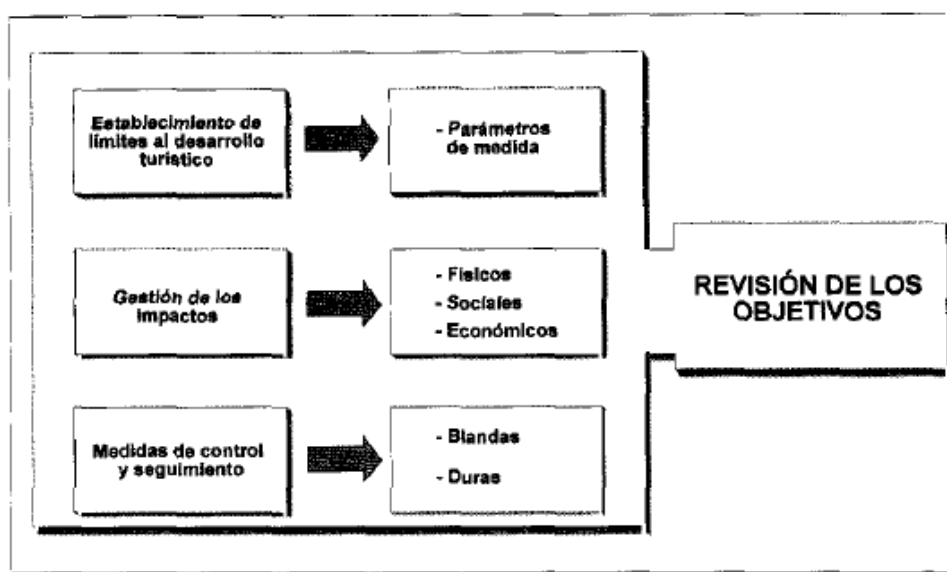 Establecimiento de
límites al desarrollo
turístico
- Parámetros
de medida
Gestión de los
impactos
- Físicos
- Sociales
- Económicos
REVISIÓN DE LOS
OBJETIVOS
Medidas de control
y seguimiento
- Blandas
- Duras